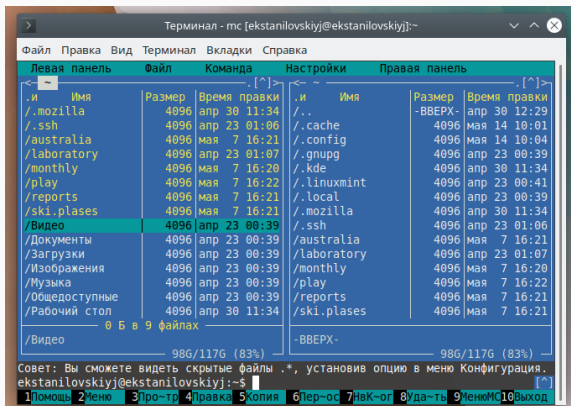 Терминал - mc [ekstanilovskiyj@ekstanilovskiyj]:~
Файл Правка Вид Терминал Вкладки Справка
Левая панель Файл Команда Настройки Правая панель
<─ ~ .[^]> <─ ~ .[^]>
.и Имя Размер Время правки .и Имя Размер Время правки
/.mozilla 4096 апр 30 11:34 /.. -ВВЕРХ- апр 30 12:29
/.ssh 4096 апр 23 01:06 /.cache 4096 мая 14 10:01
/australia 4096 мая 7 16:21 /.config 4096 мая 14 10:04
/laboratory 4096 апр 23 01:07 /.gnupg 4096 апр 23 00:39
/monthly 4096 мая 7 16:20 /.kde 4096 апр 30 11:34
/play 4096 мая 7 16:22 /.linuxmint 4096 апр 23 00:41
/reports 4096 мая 7 16:21 /.local 4096 апр 23 00:39
/ski.plases 4096 мая 7 16:21 /.mozilla 4096 апр 30 11:34
/Видео 4096 апр 23 00:39 /.ssh 4096 апр 23 01:06
/Документы 4096 апр 23 00:39 /australia 4096 мая 7 16:21
/Загрузки 4096 апр 23 00:39 /laboratory 4096 апр 23 01:07
/Изображения 4096 апр 23 00:39 /monthly 4096 мая 7 16:20
/Музыка 4096 апр 23 00:39 /play 4096 мая 7 16:22
/Общедоступные 4096 апр 23 00:39 /reports 4096 мая 7 16:21
/Рабочий стол 4096 апр 30 11:34 /ski.plases 4096 мая 7 16:21
0 Б в 9 файлах
/Видео -ВВЕРХ-
98G/117G (83%) 98G/117G (83%)
Совет: Вы сможете видеть скрытые файлы .*, установив опцию в меню Конфигурация.
ekstanilovskiyj@ekstanilovskiyj:~$ [^]
1Помощь 2Меню 3Про~тр 4Правка 5Копия 6Пер~ос 7НвК~ог 8Уда~ть 9МенюMC 10Выход